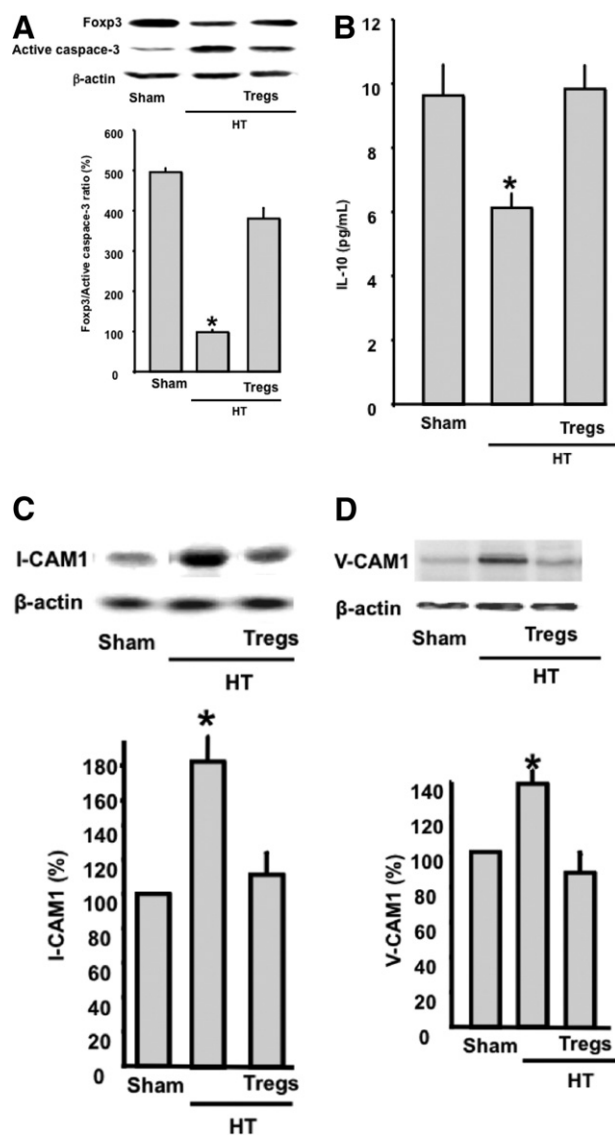 A
Foxp3
Active caspace-3
β-actin
Sham
Tregs
HT
Foxp3/Active caspace-3 ratio (%)
600
500
400
300
200
100
0
*
Sham
Tregs
HT
B
IL-10 (pg/mL)
12
10
8
6
4
2
0
*
Sham
Tregs
HT
C
I-CAM1
β-actin
Sham
Tregs
HT
I-CAM1 (%)
180
160
140
120
100
80
60
40
20
0
*
Sham
Tregs
HT
D
V-CAM1
β-actin
Sham
Tregs
HT
V-CAM1 (%)
140
120
100
80
60
40
20
0
*
Sham
Tregs
HT